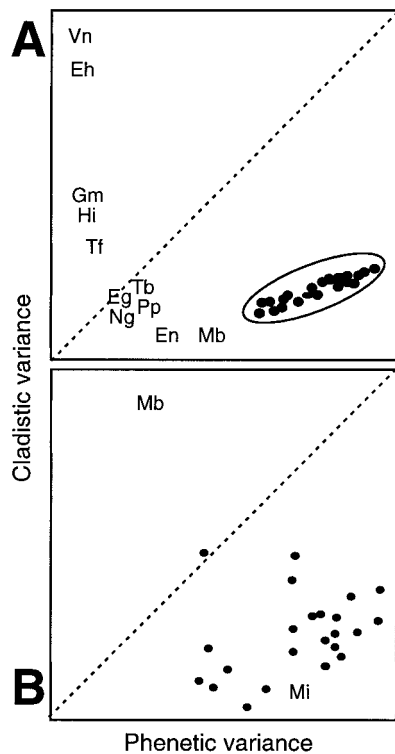 A
Vn
Eh
Gm
Hi
Tf
Tb
Eg
Pp
Ng
En Mb
Cladistic variance
Mb
B
Mi
Phenetic variance